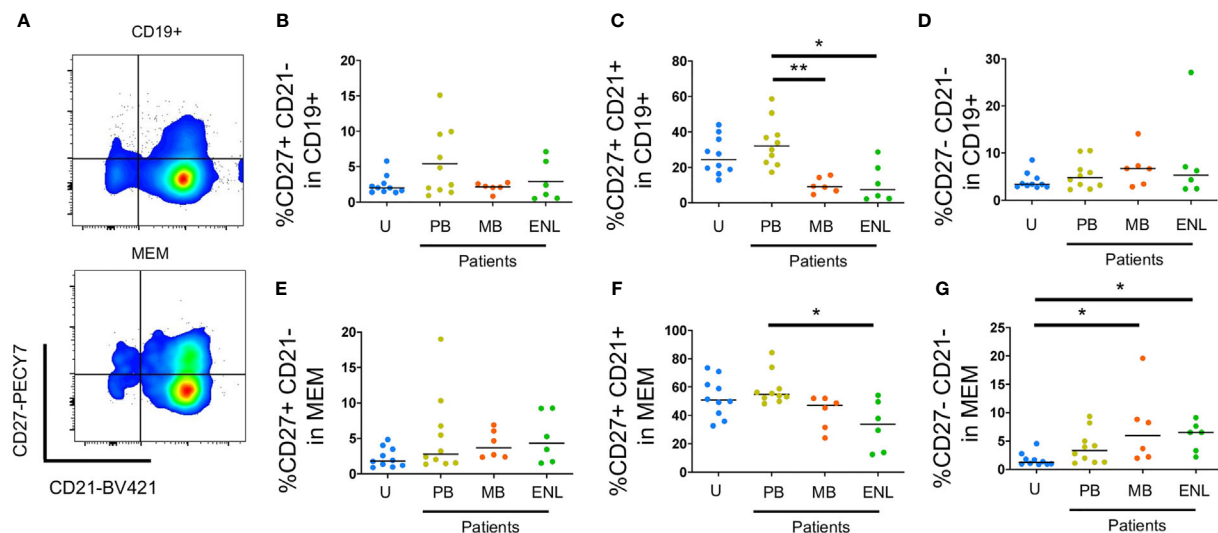 A
CD19+
MEM
CD27-PECY7
CD21-BV421
B
%CD27+ CD21-
in CD19+
20
15
10
5
0
U PB MB ENL
Patients
C
%CD27+ CD21+
in CD19+
80
60
40
20
0
*
**
U PB MB ENL
Patients
D
%CD27- CD21-
in CD19+
30
20
10
0
U PB MB ENL
Patients
E
%CD27+ CD21-
in MEM
20
15
10
5
0
U PB MB ENL
Patients
F
%CD27+ CD21+
in MEM
100
80
60
40
20
0
*
U PB MB ENL
Patients
G
%CD27- CD21-
in MEM
25
20
15
10
5
0
*
*
U PB MB ENL
Patients